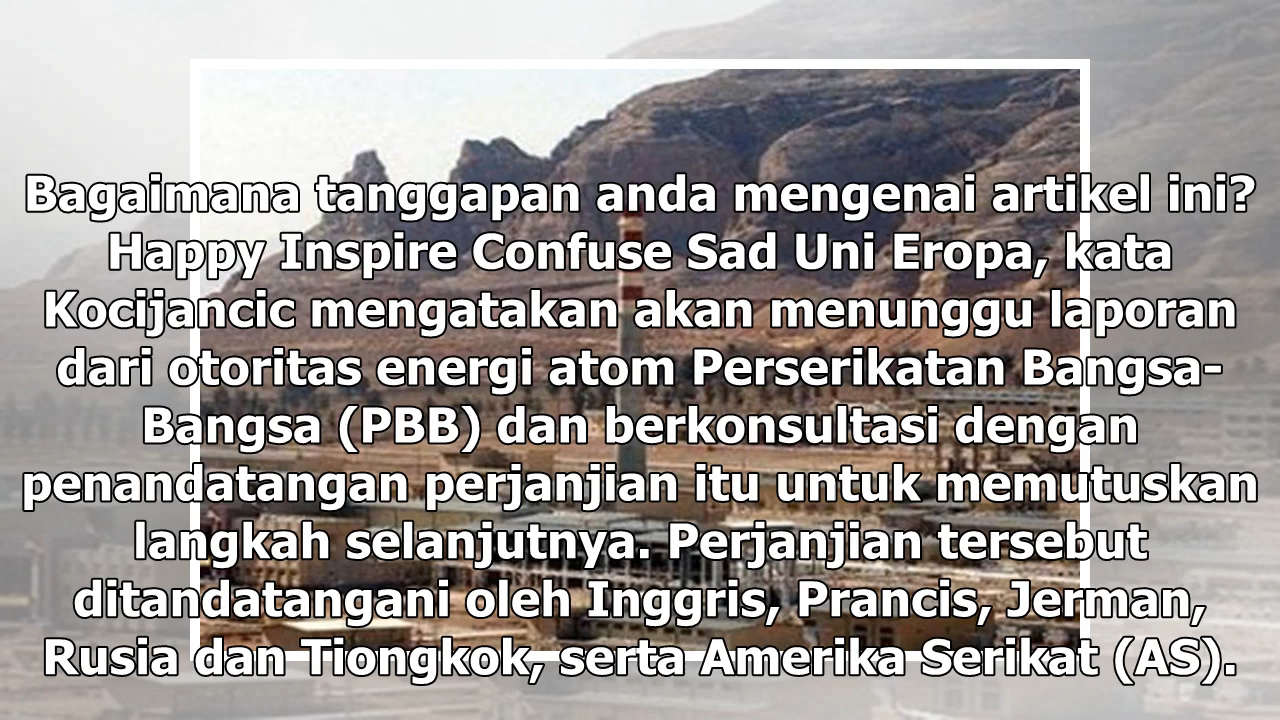 Bagaimana tanggapan anda mengenai artikel ini?
Happy Inspire Confuse Sad Uni Eropa, kata
Kocijancic mengatakan akan menunggu laporan
dari otoritas energi atom Perserikatan Bangsa-
Bangsa (PBB) dan berkonsultasi dengan
penandatangan perjanjian itu untuk memutuskan
langkah selanjutnya. Perjanjian tersebut
ditandatangani oleh Inggris, Prancis, Jerman,
Rusia dan Tiongkok, serta Amerika Serikat (AS).